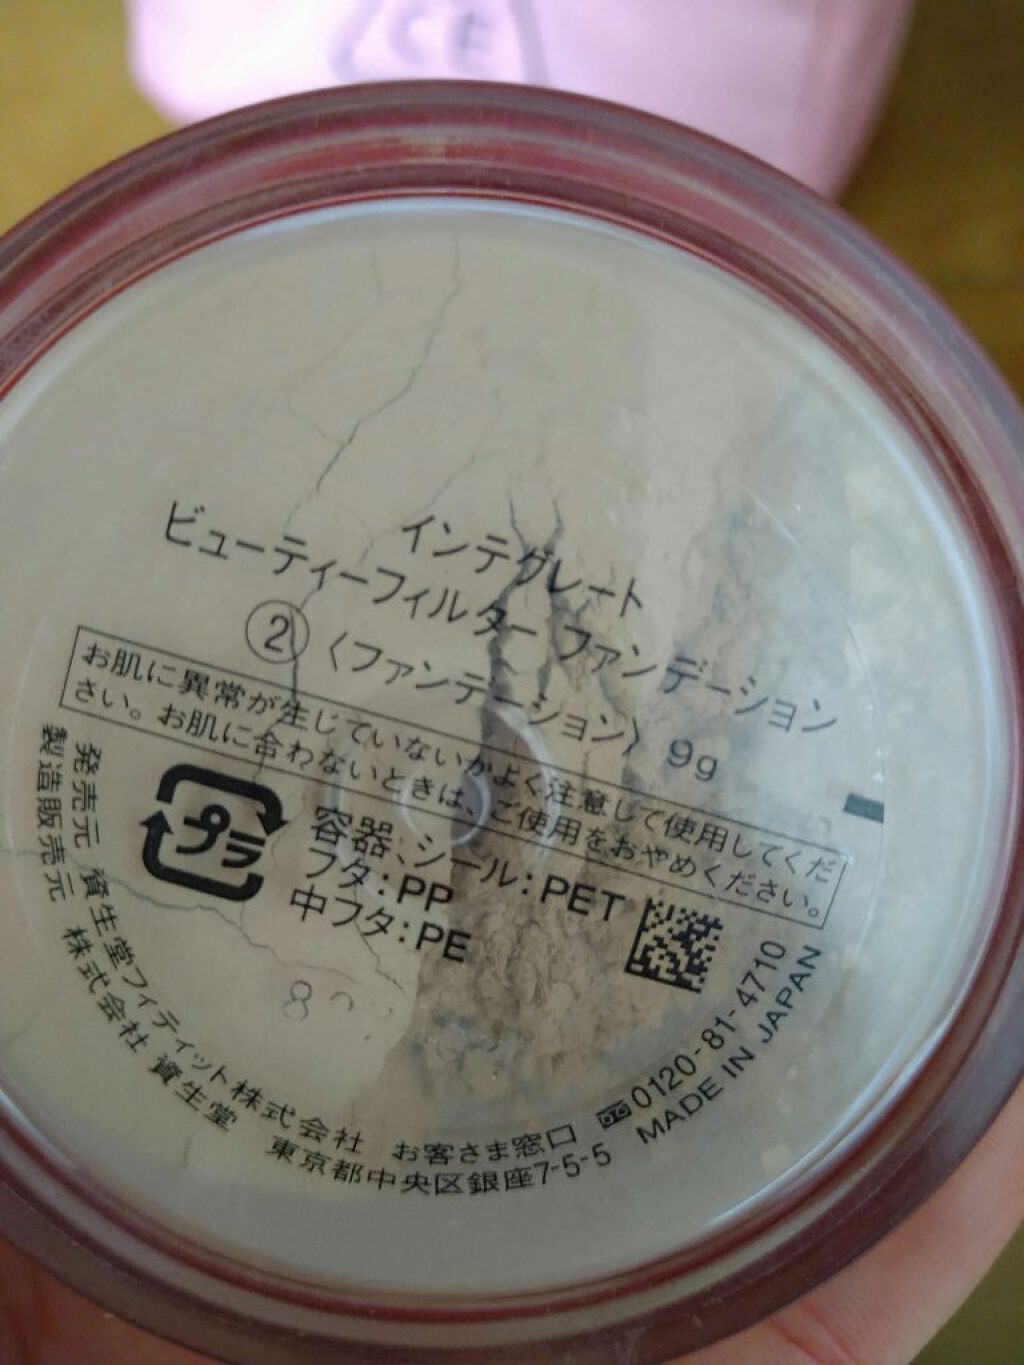 CE
インテグレート
ビューティーフィルター ファンデーション
② 〈ファンデーション〉 9g
お肌に異常が生じていないかよく注意して使用してくだ
さい。お肌に合わないときは、ご使用をおやめください。
プラ
容器、シール:PET
フタ:PP
中フタ:PE
発売元 資生堂フィティット株式会社 お客さま窓口 0120-81-4710
製造販売元 株式会社 資生堂 東京都中央区銀座7-5-5 MADE IN JAPAN